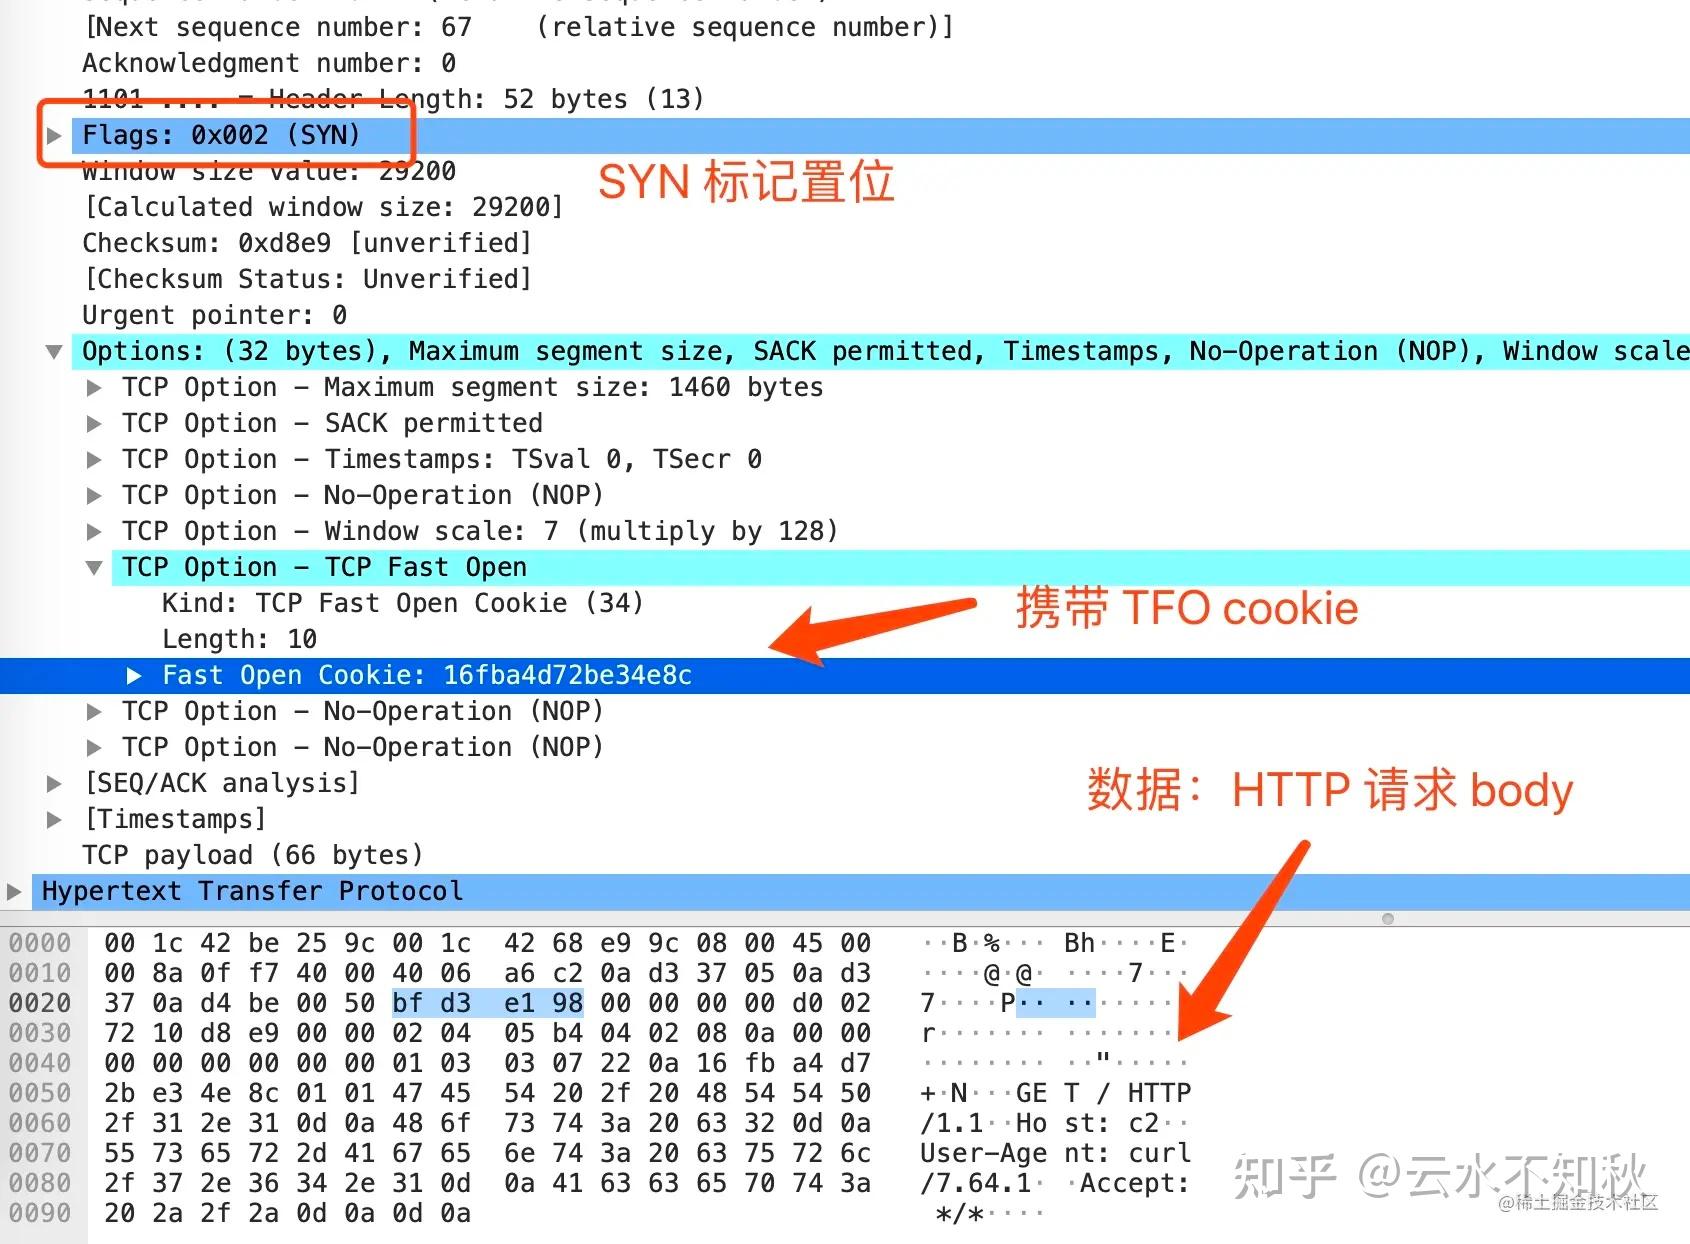 [Next sequence number: 67    (relative sequence number)]
Acknowledgment number: 0
1101 .... = Header Length: 52 bytes (13)
Flags: 0x002 (SYN)
Window size value: 29200
SYN 标记置位
[Calculated window size: 29200]
Checksum: 0xd8e9 [unverified]
[Checksum Status: Unverified]
Urgent pointer: 0
Options: (32 bytes), Maximum segment size, SACK permitted, Timestamps, No-Operation (NOP), Window scale
TCP Option - Maximum segment size: 1460 bytes
TCP Option - SACK permitted
TCP Option - Timestamps: TSval 0, TSecr 0
TCP Option - No-Operation (NOP)
TCP Option - Window scale: 7 (multiply by 128)
TCP Option - TCP Fast Open
Kind: TCP Fast Open Cookie (34)
携带 TFO cookie
Length: 10
Fast Open Cookie: 16fba4d72be34e8c
TCP Option - No-Operation (NOP)
TCP Option - No-Operation (NOP)
[SEQ/ACK analysis]
数据：HTTP 请求 body
[Timestamps]
TCP payload (66 bytes)
Hypertext Transfer Protocol
0000 00 1c 42 be 25 9c 00 1c 42 68 e9 9c 08 00 45 00 ··B·%··· Bh····E·
0010 00 8a 0f f7 40 00 40 06 a6 c2 0a d3 37 05 0a d3 ····@·@· ····7···
0020 37 0a d4 be 00 50 bf d3 e1 98 00 00 00 00 d0 02 7····P·· ········
0030 72 10 d8 e9 00 00 02 04 05 b4 04 02 08 0a 00 00 r······· ········
0040 00 00 00 00 00 00 01 03 03 07 22 0a 16 fb a4 d7 ········ ··"·····
0050 2b e3 4e 8c 01 01 47 45 54 20 2f 20 48 54 54 50 +·N···GE T / HTTP
0060 2f 31 2e 31 0d 0a 48 6f 73 74 3a 20 63 32 0d 0a /1.1··Ho st: c2··
0070 55 73 65 72 2d 41 67 65 6e 74 3a 20 63 75 72 6c User-Age nt: curl
0080 2f 37 2e 36 34 2e 31 0d 0a 41 63 63 65 70 74 3a /7.64.1· ·Accept:
0090 20 2a 2f 2a 0d 0a 0d 0a  */*····
知乎 @云水不知秋
@稀土掘金技术社区